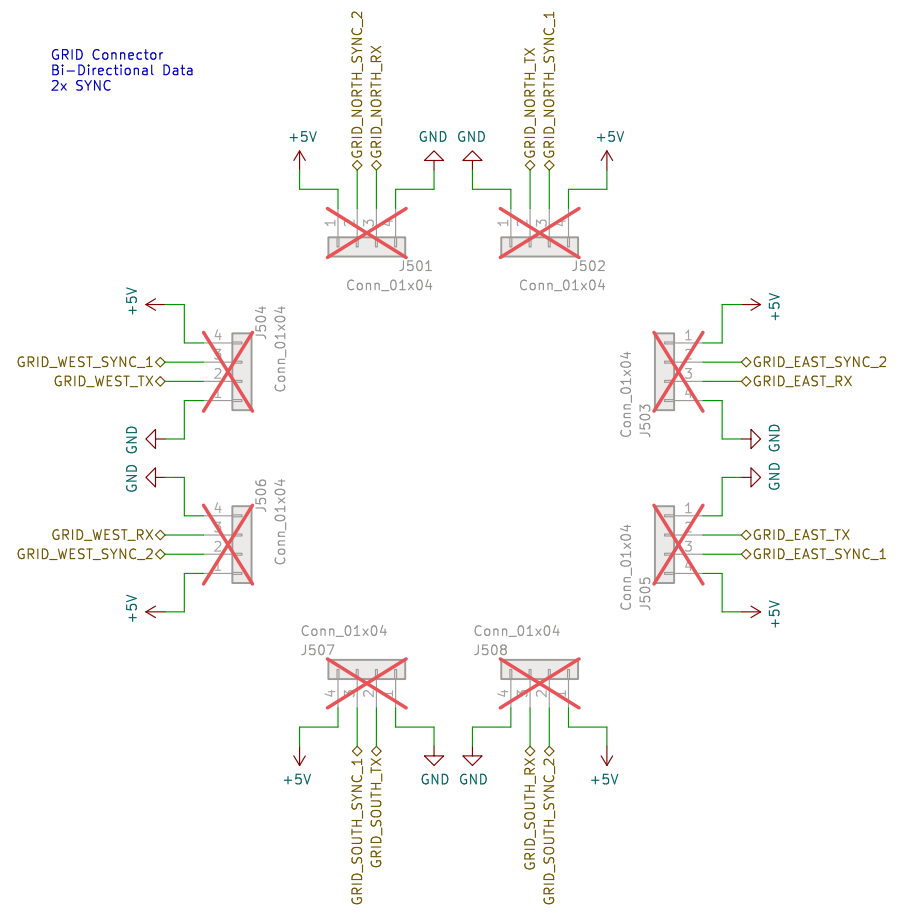 GRID Connector
Bi-Directional Data
2x SYNC
GRID_NORTH_SYNC_2
GRID_NORTH_RX
GRID_NORTH_TX
GRID_NORTH_SYNC_1
+5V
GND
GND
+5V
1
2
3
4
1
2
3
4
J501
Conn_01x04
J502
Conn_01x04
+5V
4
3
2
1
J504
Conn_01x04
GRID_WEST_SYNC_1
GRID_WEST_TX
GND
+5V
1
2
3
4
Conn_01x04
J503
GRID_EAST_SYNC_2
GRID_EAST_RX
GND
GND
4
3
2
1
J506
Conn_01x04
GRID_WEST_RX
GRID_WEST_SYNC_2
+5V
GND
1
2
3
4
Conn_01x04
J505
GRID_EAST_TX
GRID_EAST_SYNC_1
+5V
Conn_01x04
J507
Conn_01x04
J508
4
3
2
1
4
3
2
1
+5V
GND
GND
+5V
GRID_SOUTH_SYNC_1
GRID_SOUTH_TX
GRID_SOUTH_RX
GRID_SOUTH_SYNC_2